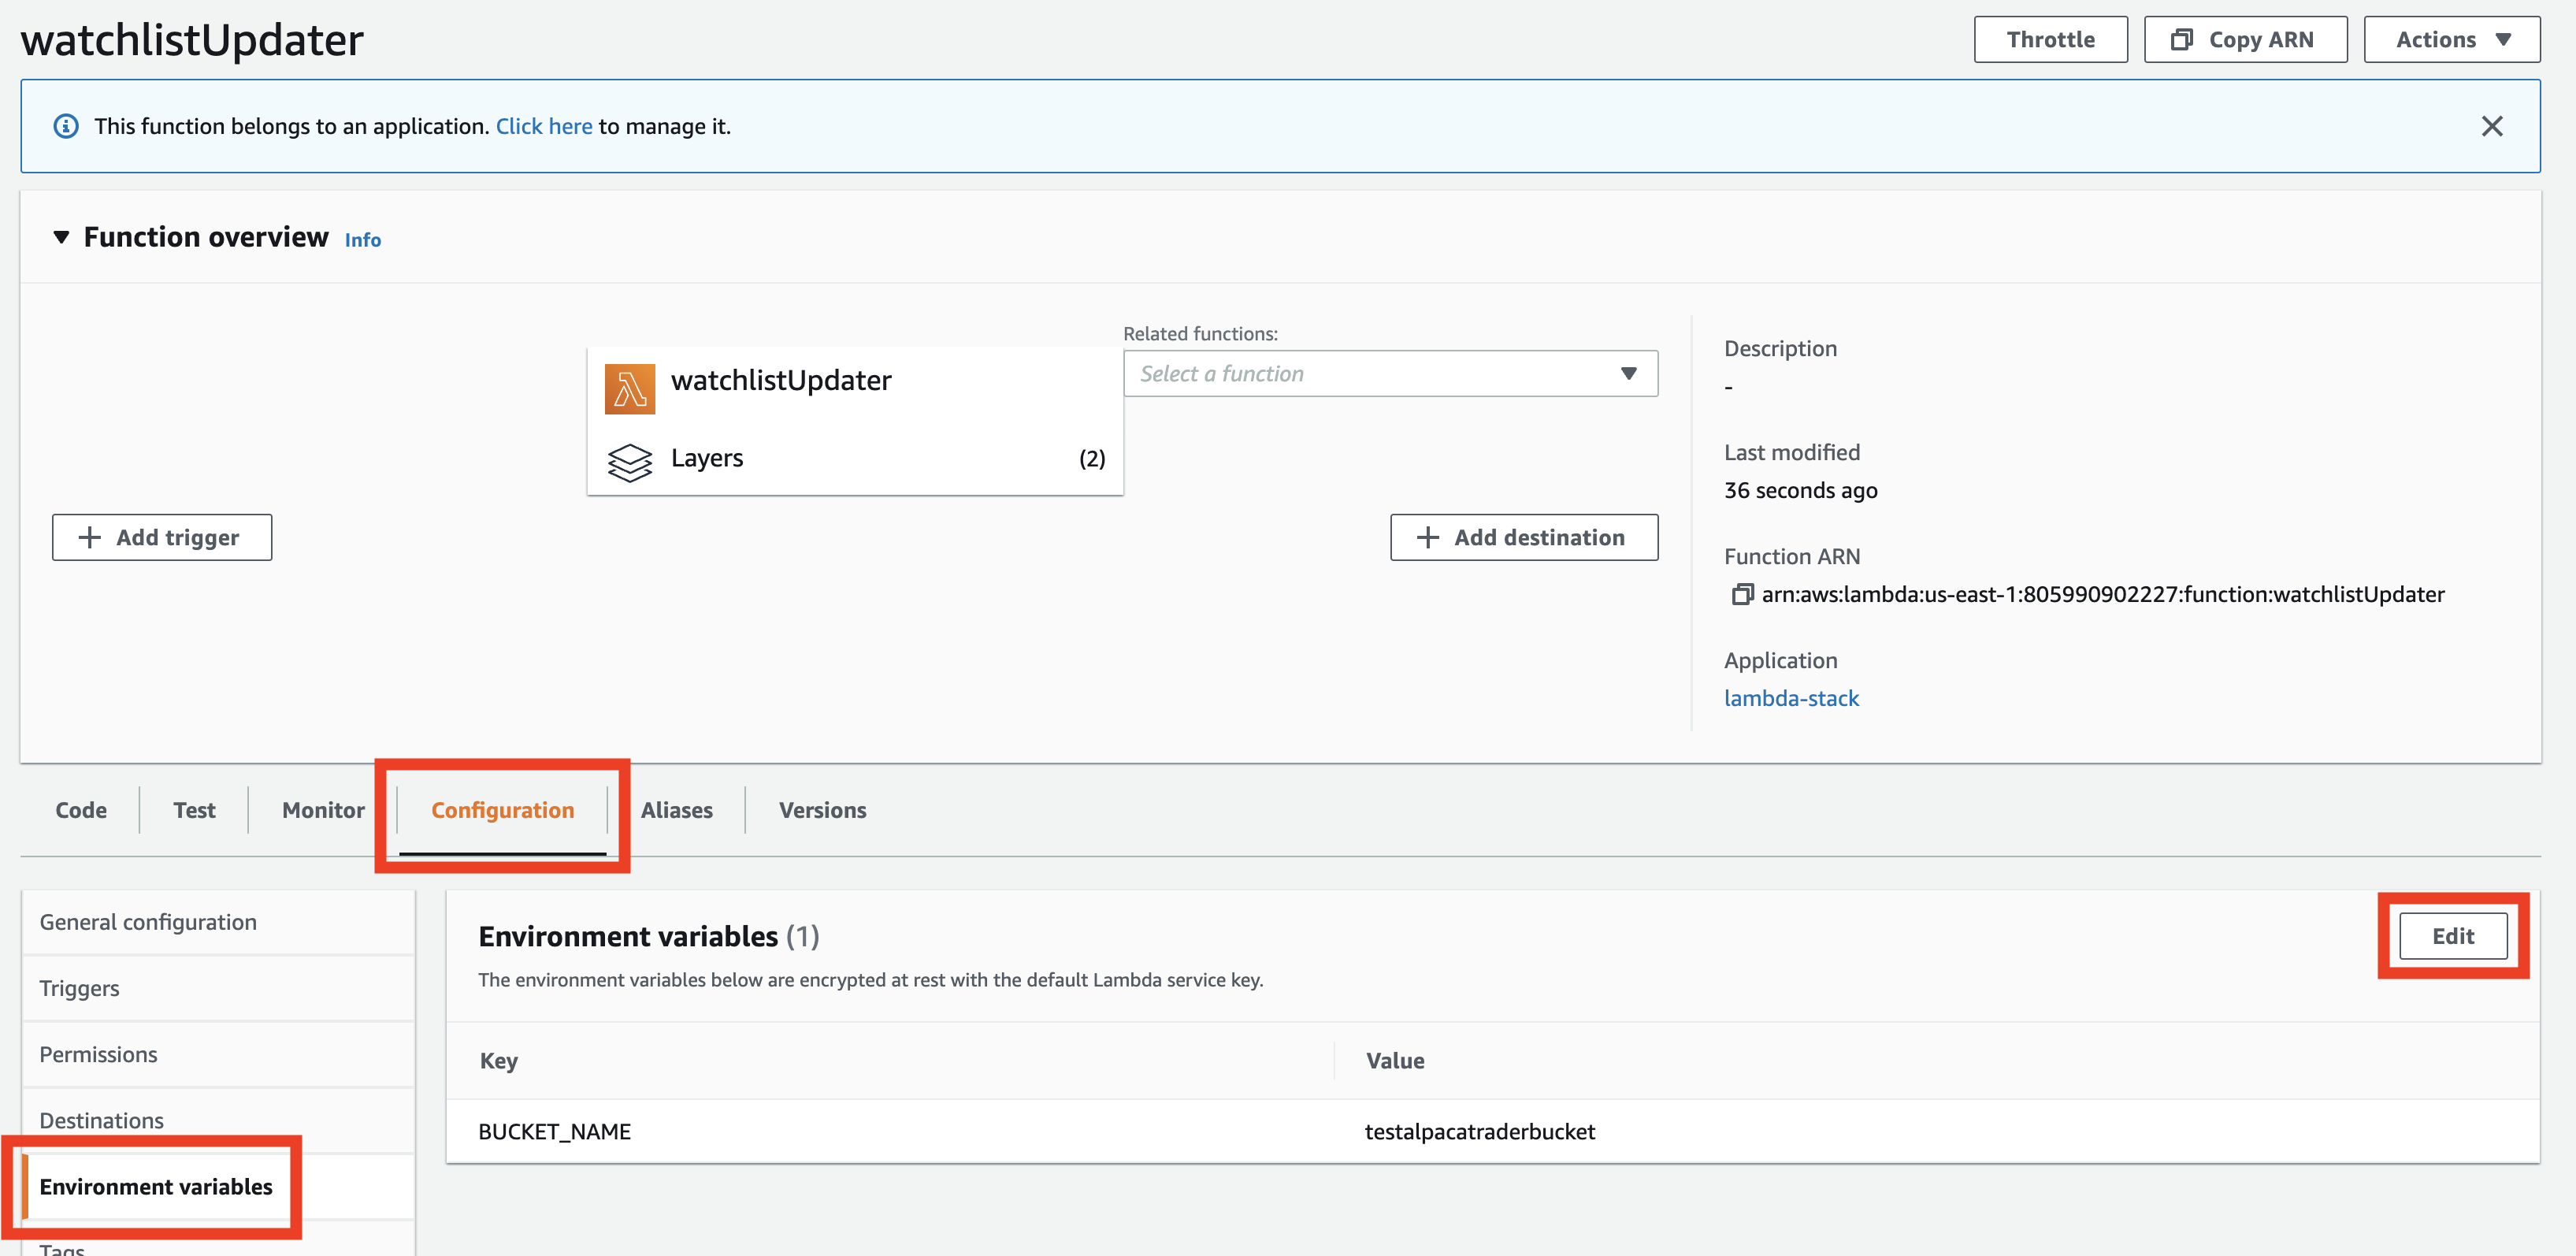 watchlistUpdater
Throttle
Copy ARN
Actions
This function belongs to an application. Click here to manage it.
Function overview Info
watchlistUpdater
Layers (2)
Related functions:
Select a function
Add trigger
Add destination
Description
-
Last modified
36 seconds ago
Function ARN
arn:aws:lambda:us-east-1:805990902227:function:watchlistUpdater
Application
lambda-stack
Code
Test
Monitor
Configuration
Aliases
Versions
General configuration
Triggers
Permissions
Destinations
Environment variables
Tags
Environment variables (1)
Edit
The environment variables below are encrypted at rest with the default Lambda service key.
Key Value
BUCKET_NAME testalpacatraderbucket